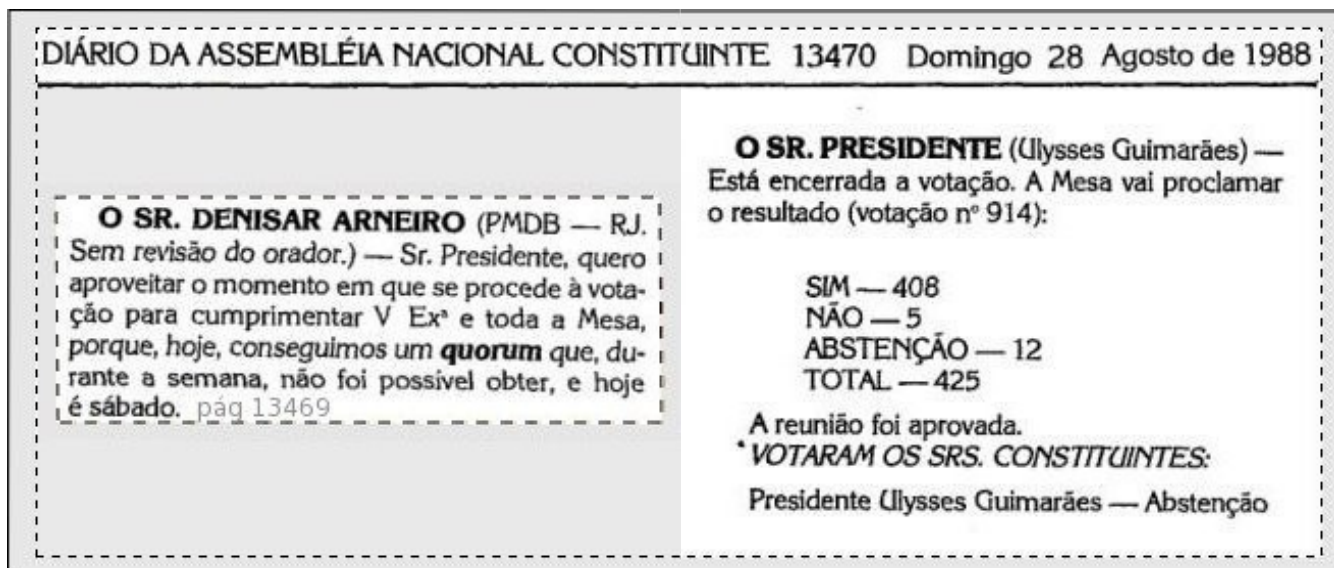 DIÁRIO DA ASSEMBLÉIA NACIONAL CONSTITUINTE 13470 Domingo 28 Agosto de 1988
O SR. DENISAR ARNEIRO (PMDB — RJ.
Sem revisão do orador.) — Sr. Presidente, quero
aproveitar o momento em que se procede à vota-
ção para cumprimentar V Exª e toda a Mesa,
porque, hoje, conseguimos um quorum que, du-
rante a semana, não foi possível obter, e hoje
é sábado. pág 13469
O SR. PRESIDENTE (Ulysses Guimarães) —
Está encerrada a votação. A Mesa vai proclamar
o resultado (votação nº 914):
SIM — 408
NÃO — 5
ABSTENÇÃO — 12
TOTAL — 425
A reunião foi aprovada.
VOTARAM OS SRS. CONSTITUINTES:
Presidente Ulysses Guimarães — Abstenção